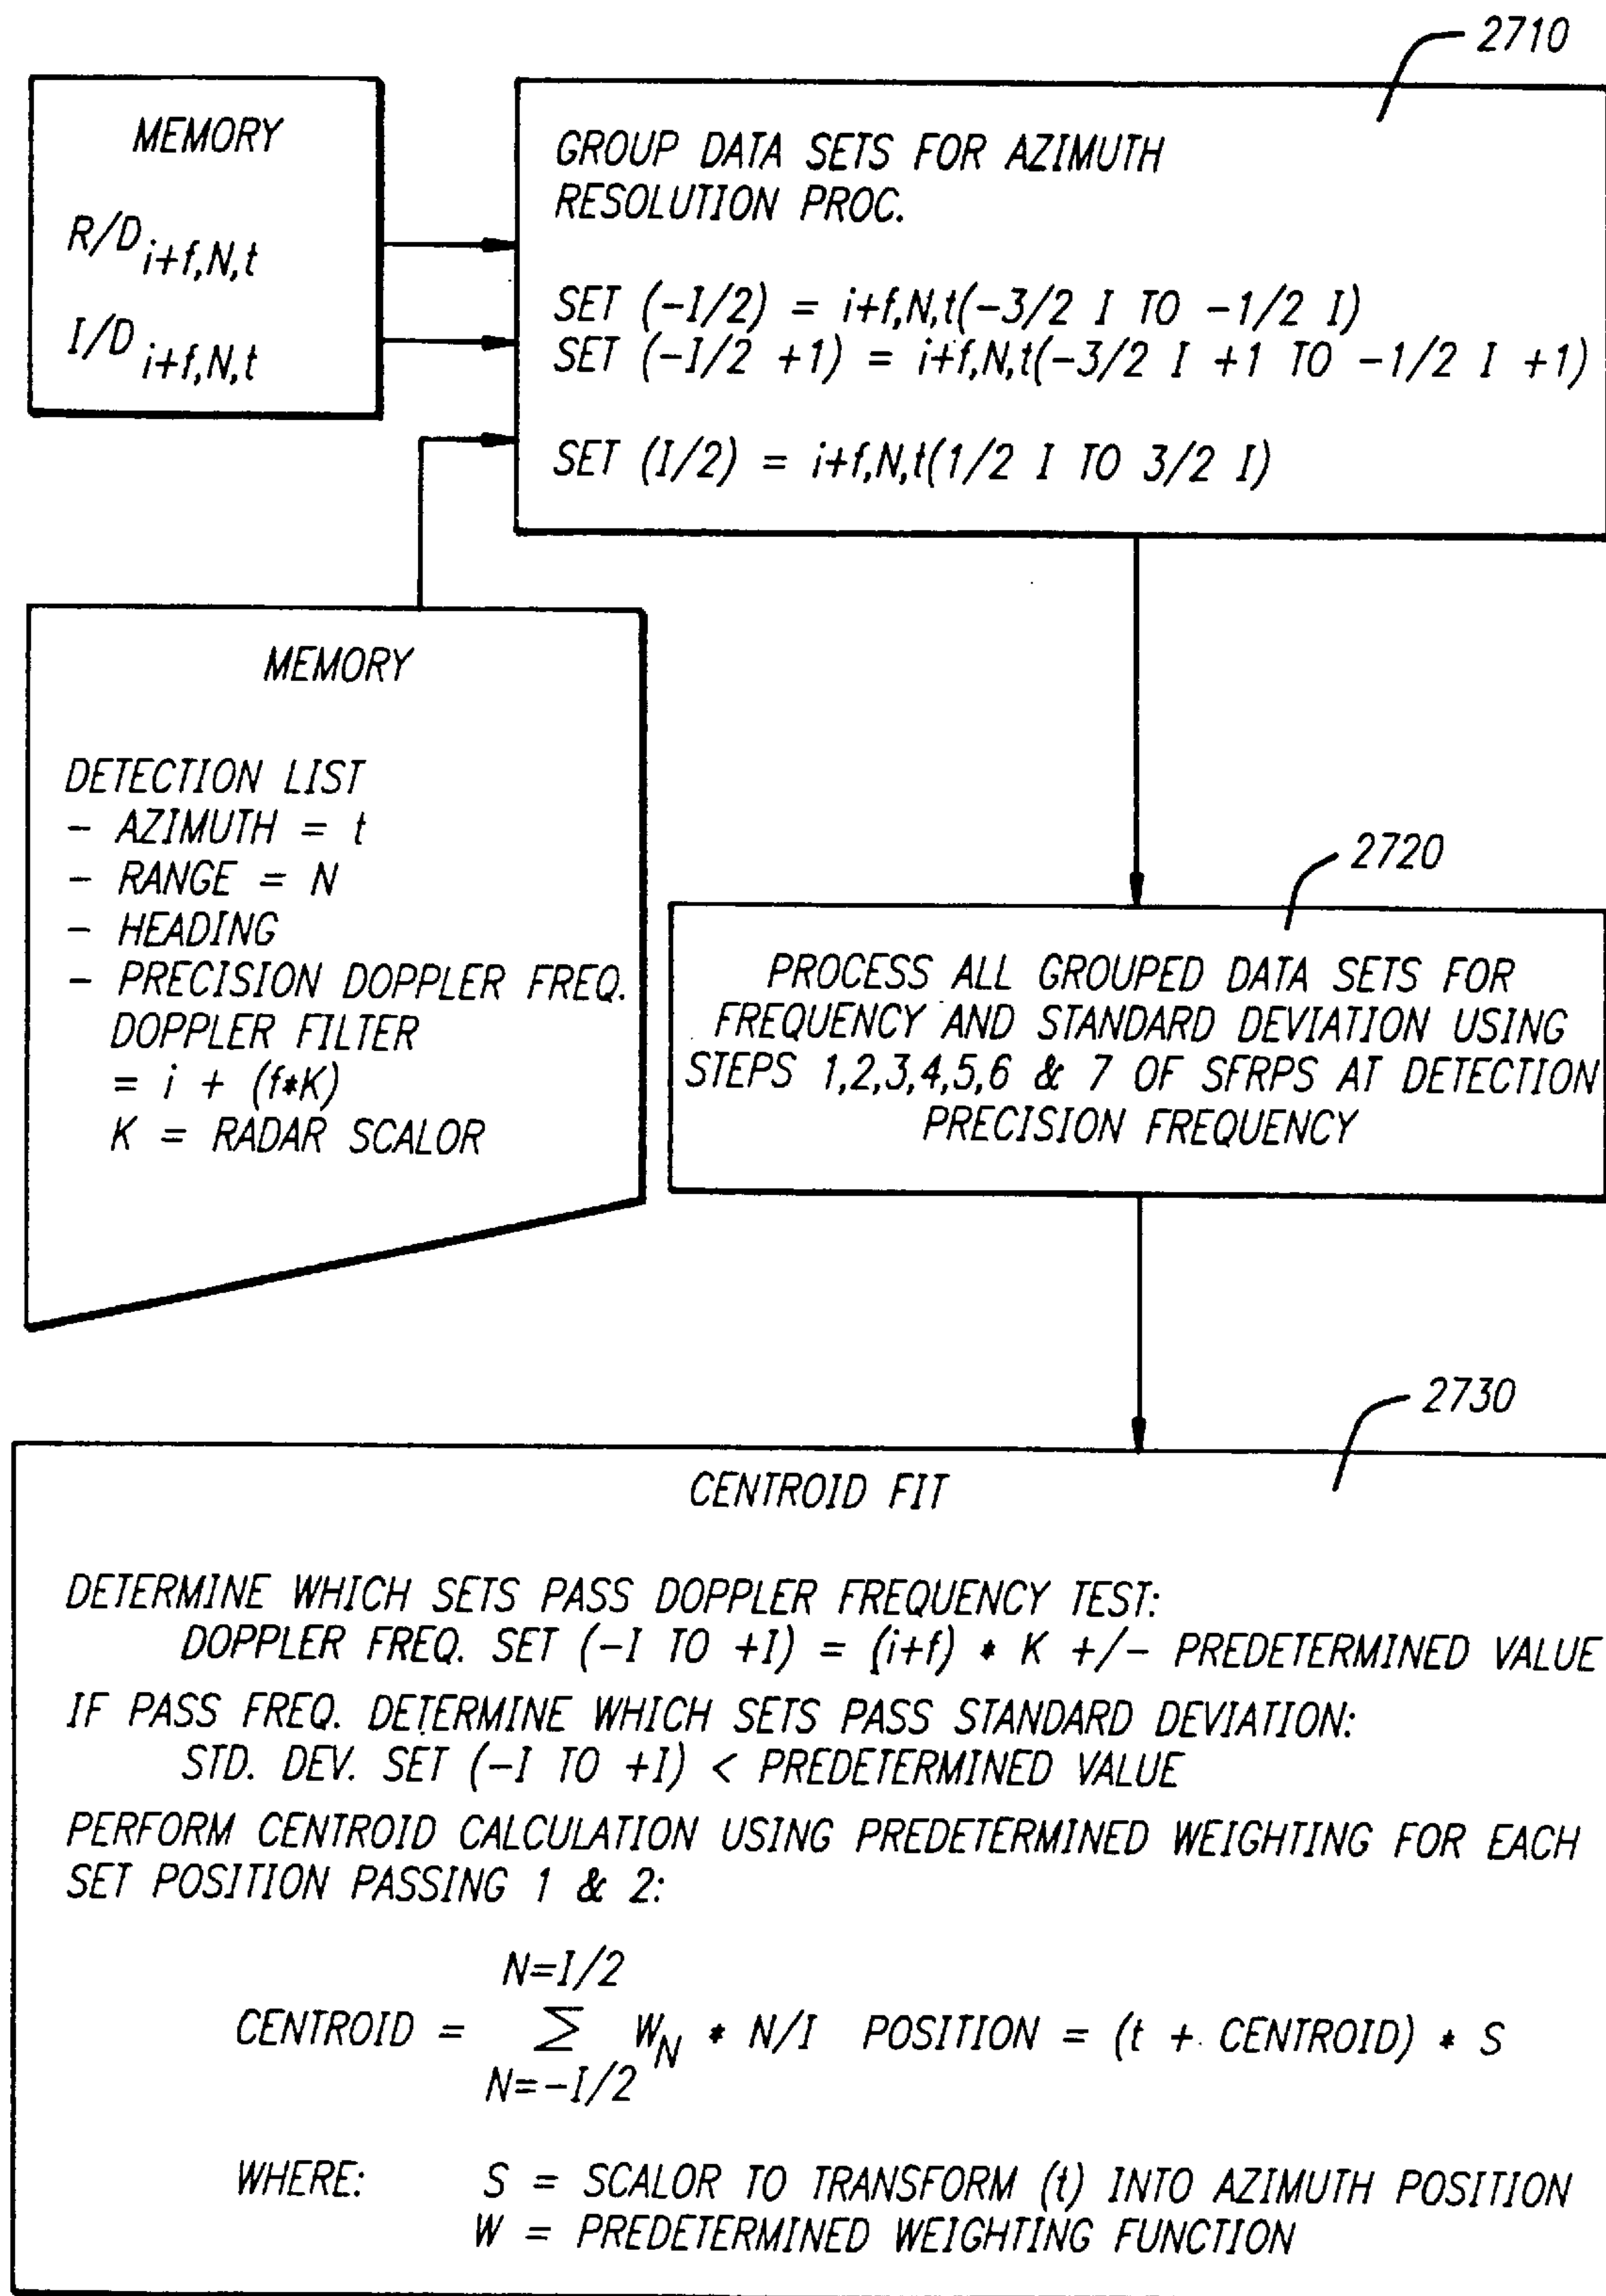 2710
MEMORY
R/D i+f,N,t
I/D i+f,N,t
GROUP DATA SETS FOR AZIMUTH
RESOLUTION PROC.
SET (-I/2) = i+f,N,t(-3/2 I TO -1/2 I)
SET (-I/2 +1) = i+f,N,t(-3/2 I +1 TO -1/2 I +1)
SET (I/2) = i+f,N,t(1/2 I TO 3/2 I)
MEMORY
DETECTION LIST
- AZIMUTH = t
- RANGE = N
- HEADING
- PRECISION DOPPLER FREQ.
DOPPLER FILTER
= i + (f*K)
K = RADAR SCALOR
2720
PROCESS ALL GROUPED DATA SETS FOR
FREQUENCY AND STANDARD DEVIATION USING
STEPS 1,2,3,4,5,6 & 7 OF SFRPS AT DETECTION
PRECISION FREQUENCY
2730
CENTROID FIT
DETERMINE WHICH SETS PASS DOPPLER FREQUENCY TEST:
DOPPLER FREQ. SET (-I TO +I) = (i+f) * K +/- PREDETERMINED VALUE
IF PASS FREQ. DETERMINE WHICH SETS PASS STANDARD DEVIATION:
STD. DEV. SET (-I TO +I) < PREDETERMINED VALUE
PERFORM CENTROID CALCULATION USING PREDETERMINED WEIGHTING FOR EACH
SET POSITION PASSING 1 & 2:
N=I/2
CENTROID = Σ W_N * N/I POSITION = (t + CENTROID) * S
N=-I/2
WHERE: S = SCALOR TO TRANSFORM (t) INTO AZIMUTH POSITION
W = PREDETERMINED WEIGHTING FUNCTION